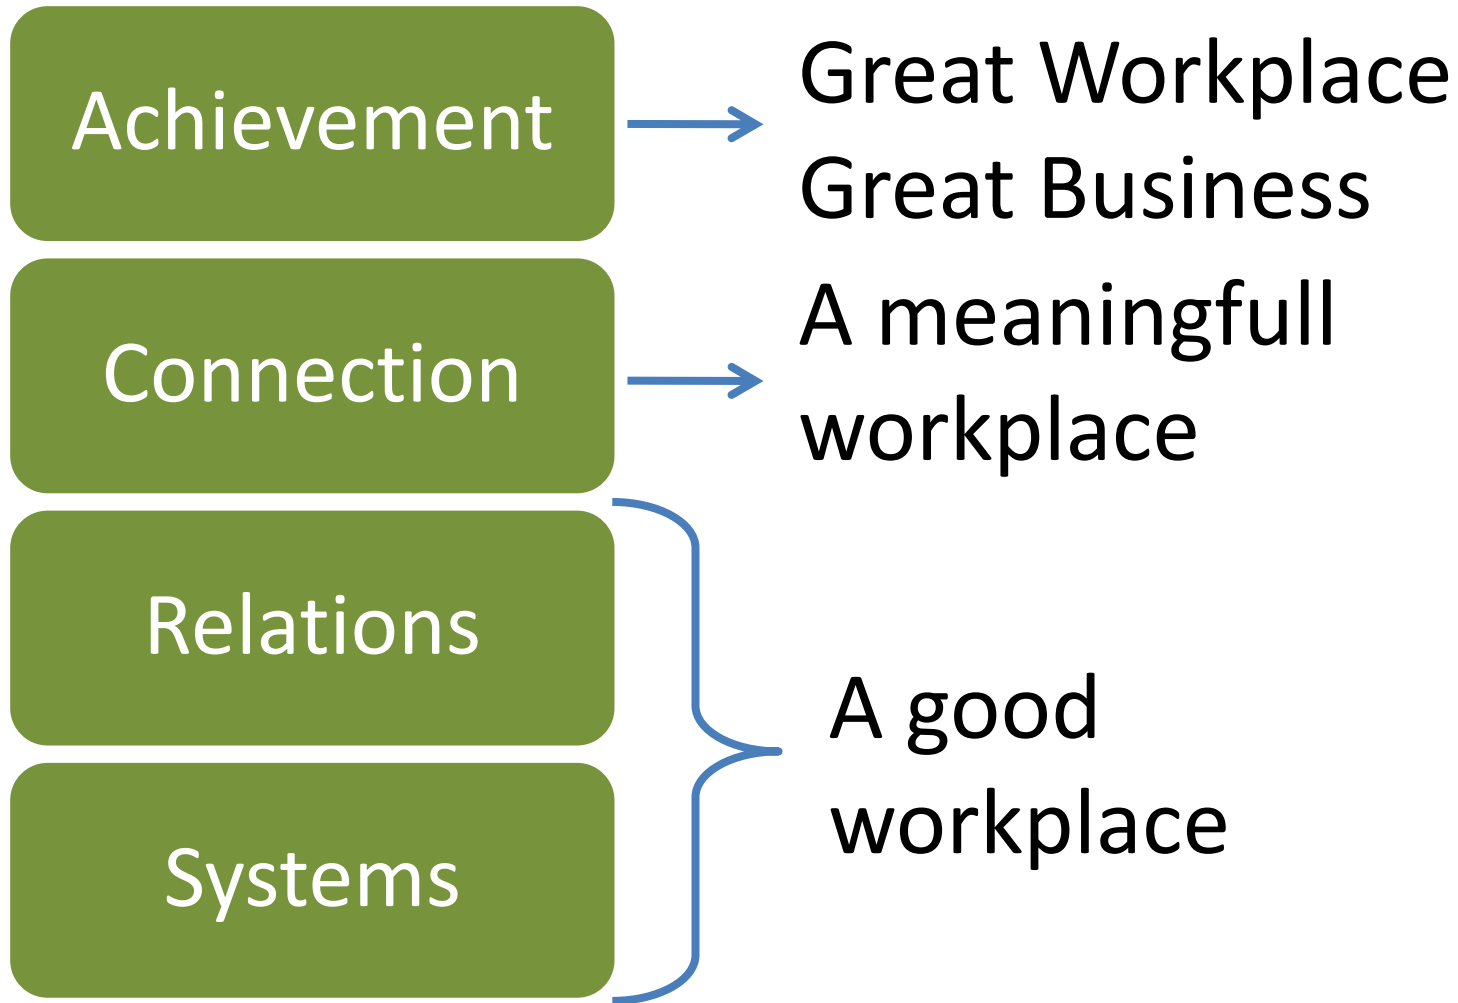 Achievement
Great Workplace
Great Business
Connection
A meaningfull
workplace
Relations
Systems
A good
workplace